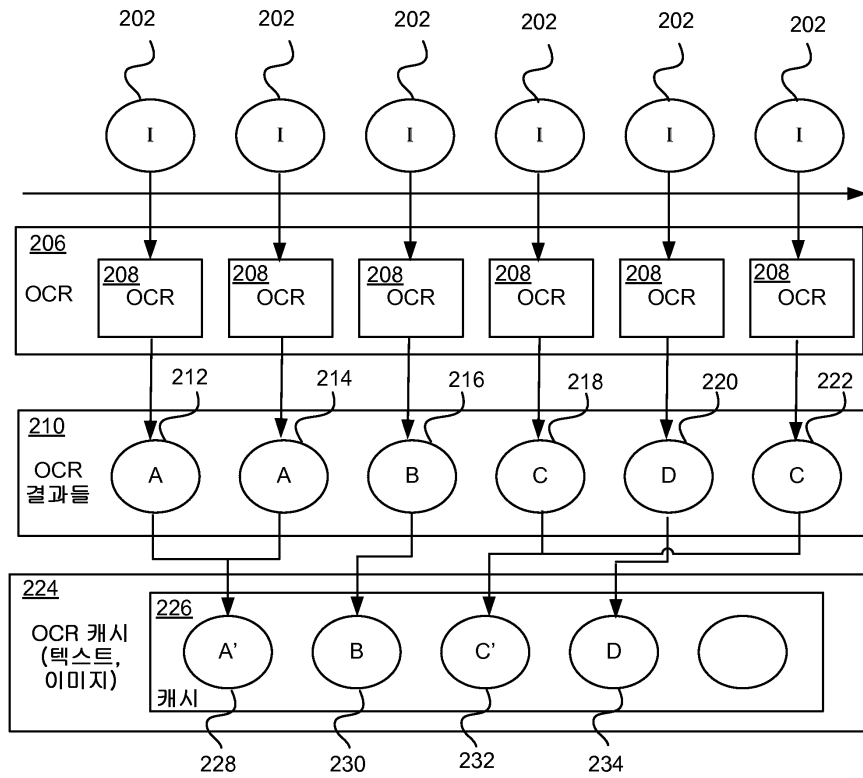 202 202 202 202 202 202
I I I I I I
206
OCR
208 208 208 208 208 208
OCR OCR OCR OCR OCR OCR
212 214 216 218 220 222
210
OCR
결과들
A A B C D C
224
OCR 캐시
(텍스트,
이미지)
226
A' B C' D
캐시
228 230 232 234